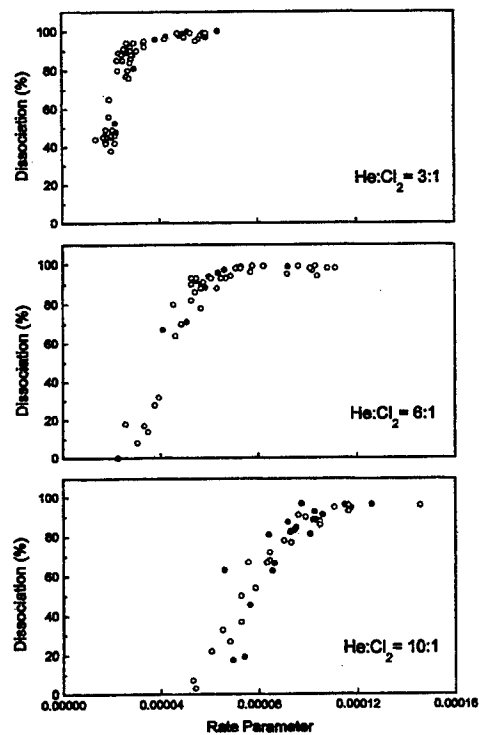 100
80
60
40
20
0
Dissociation (%)
He:Cl2= 3:1
100
80
60
40
20
0
Dissociation (%)
He:Cl2= 6:1
100
80
60
40
20
0
Dissociation (%)
He:Cl2= 10:1
0.00000 0.00004 0.00008 0.00012 0.00016
Rate Parameter